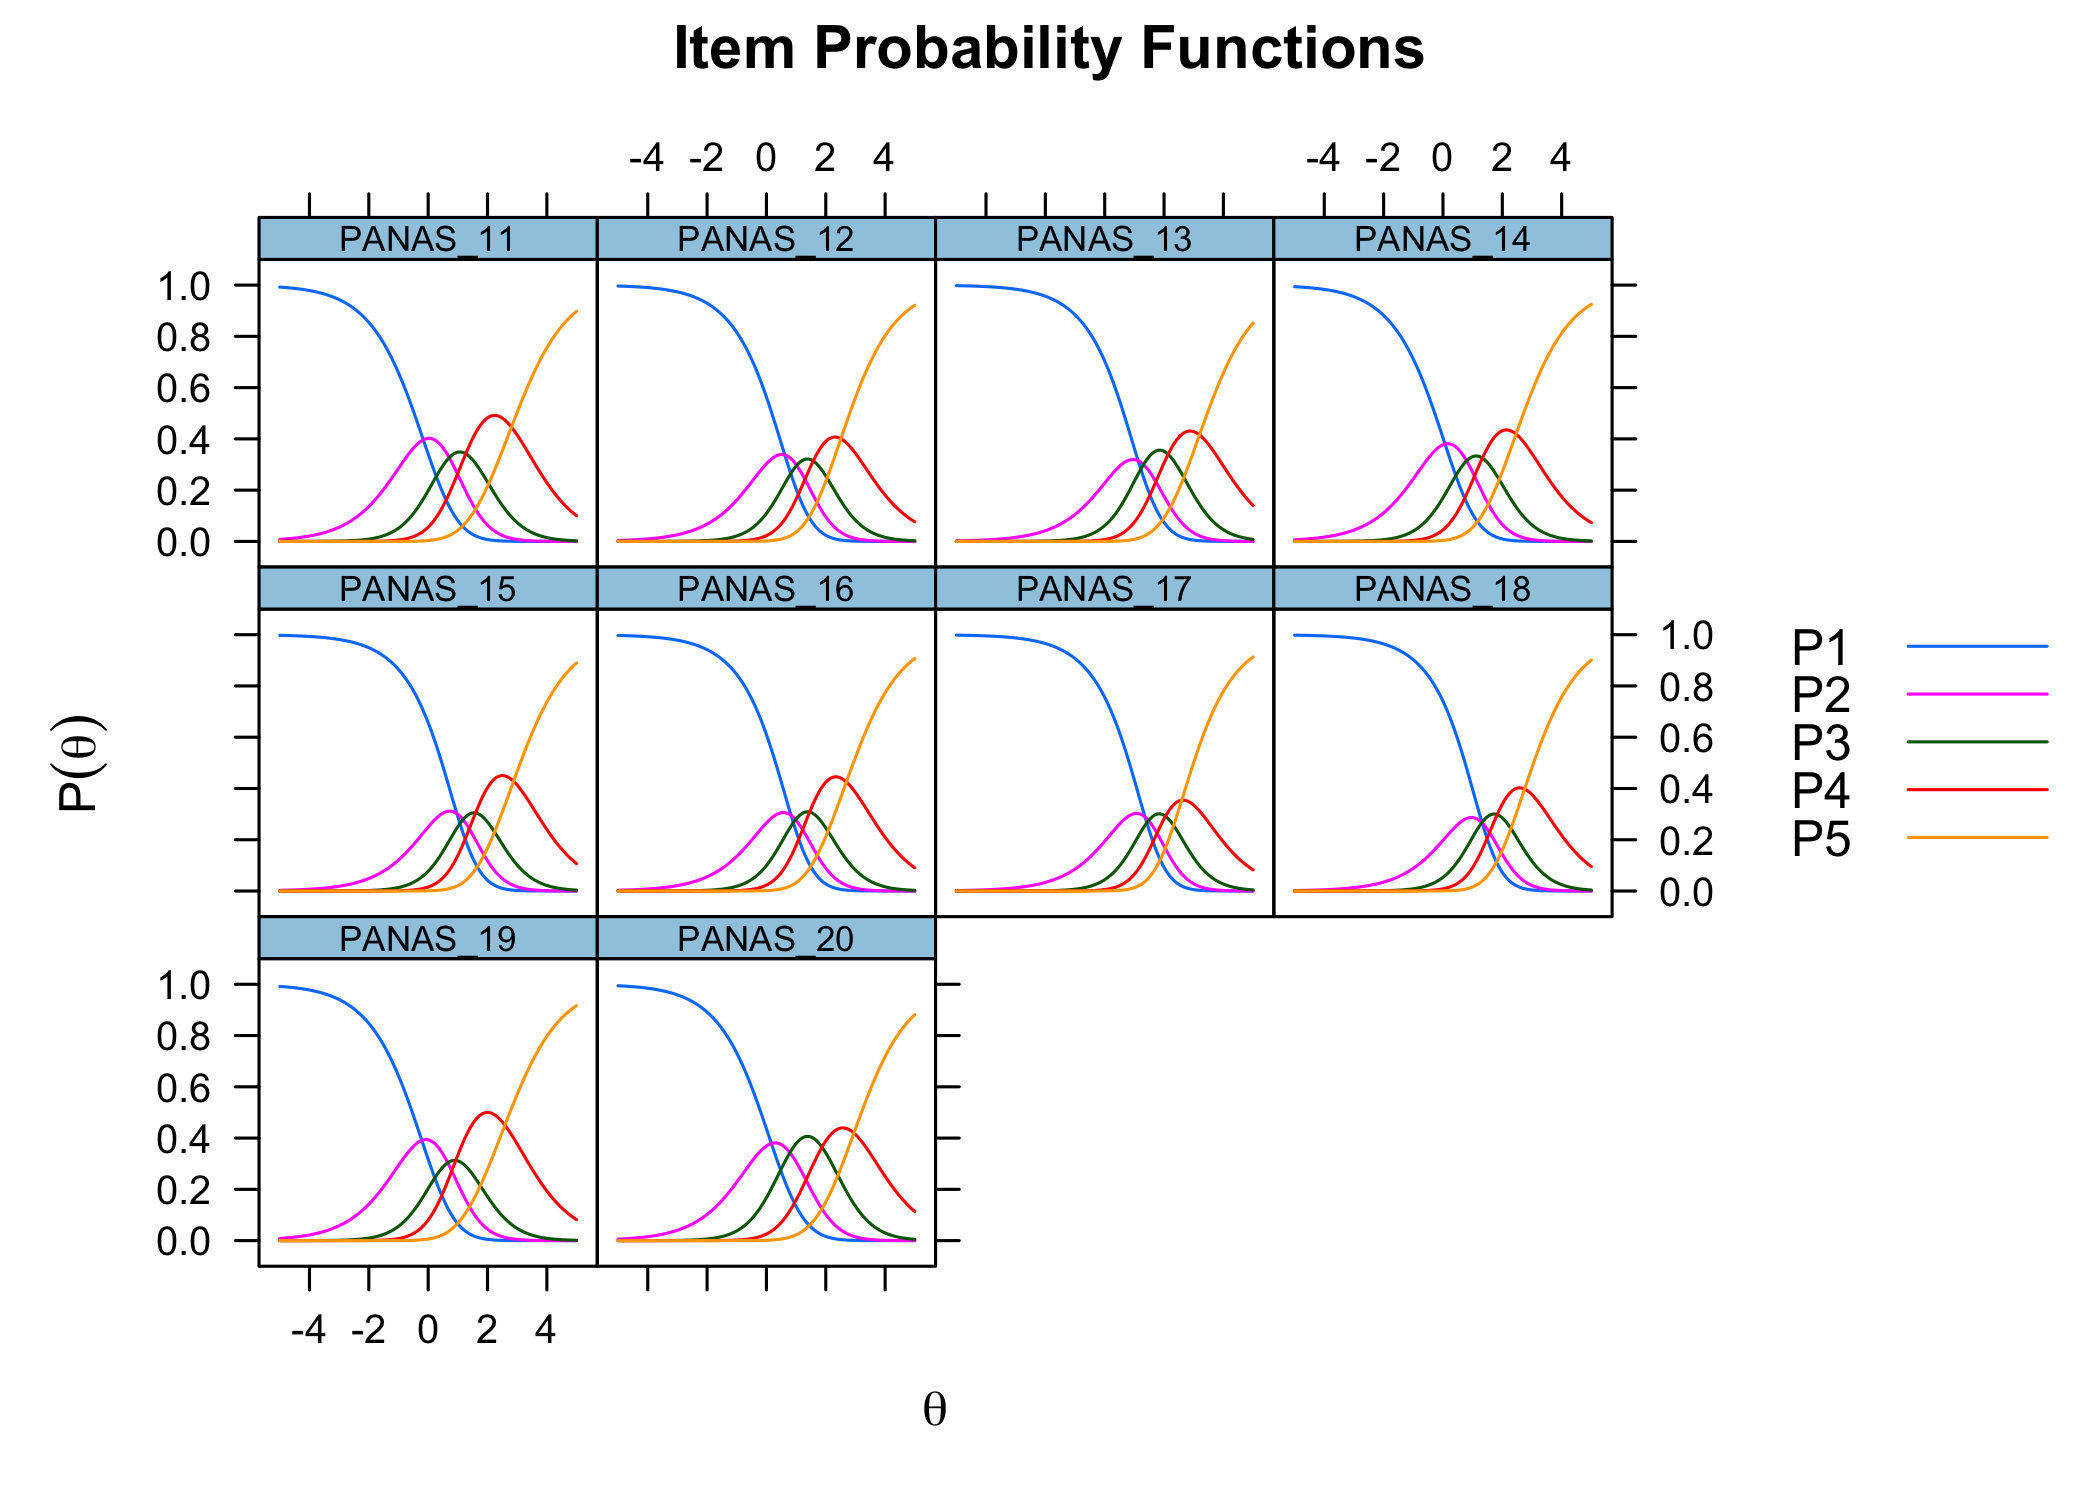 Item Probability Functions
-4 -2 0 2 4 -4 -2 0 2 4
PANAS_11 PANAS_12 PANAS_13 PANAS_14
1.0
0.8
0.6
0.4
0.2
0.0
PANAS_15 PANAS_16 PANAS_17 PANAS_18
1.0
0.8
0.6
0.4
0.2
0.0
P1
P2
P3
P4
P5
P(θ)
PANAS_19 PANAS_20
1.0
0.8
0.6
0.4
0.2
0.0
-4 -2 0 2 4
θ